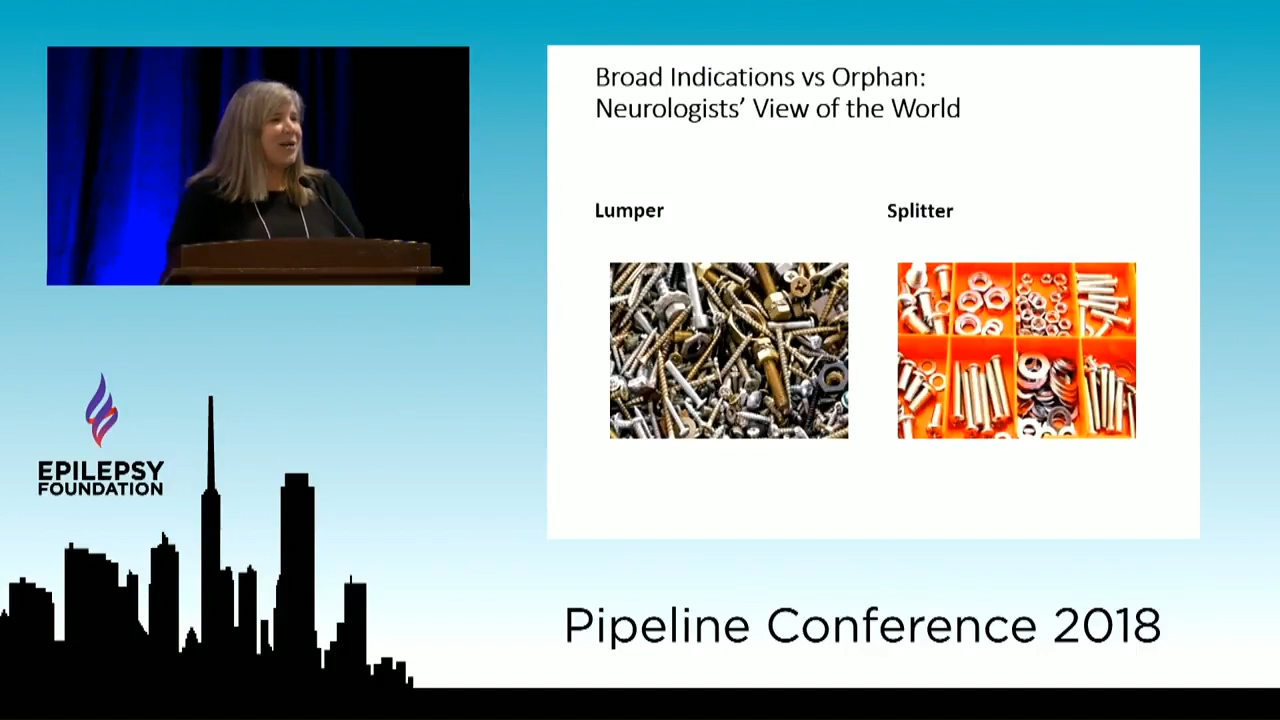 Broad Indications vs Orphan:
Neurologists' View of the World
Lumper
Splitter
EPILEPSY
FOUNDATION
Pipeline Conference 2018